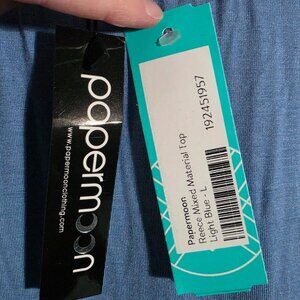 papermoon
www.papermoonclothing.com
Papermoon
Reece Mixed Material Top
Light Blue - L
192451957